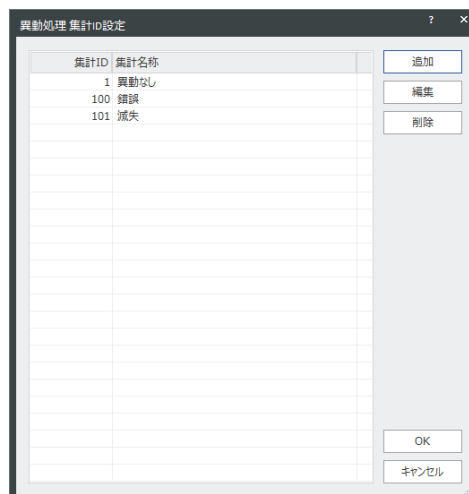 異動処理 集計ID設定
? ×
集計ID 集計名称
1 異動なし
100 錯誤
101 滅失
追加
編集
削除
OK
キャンセル